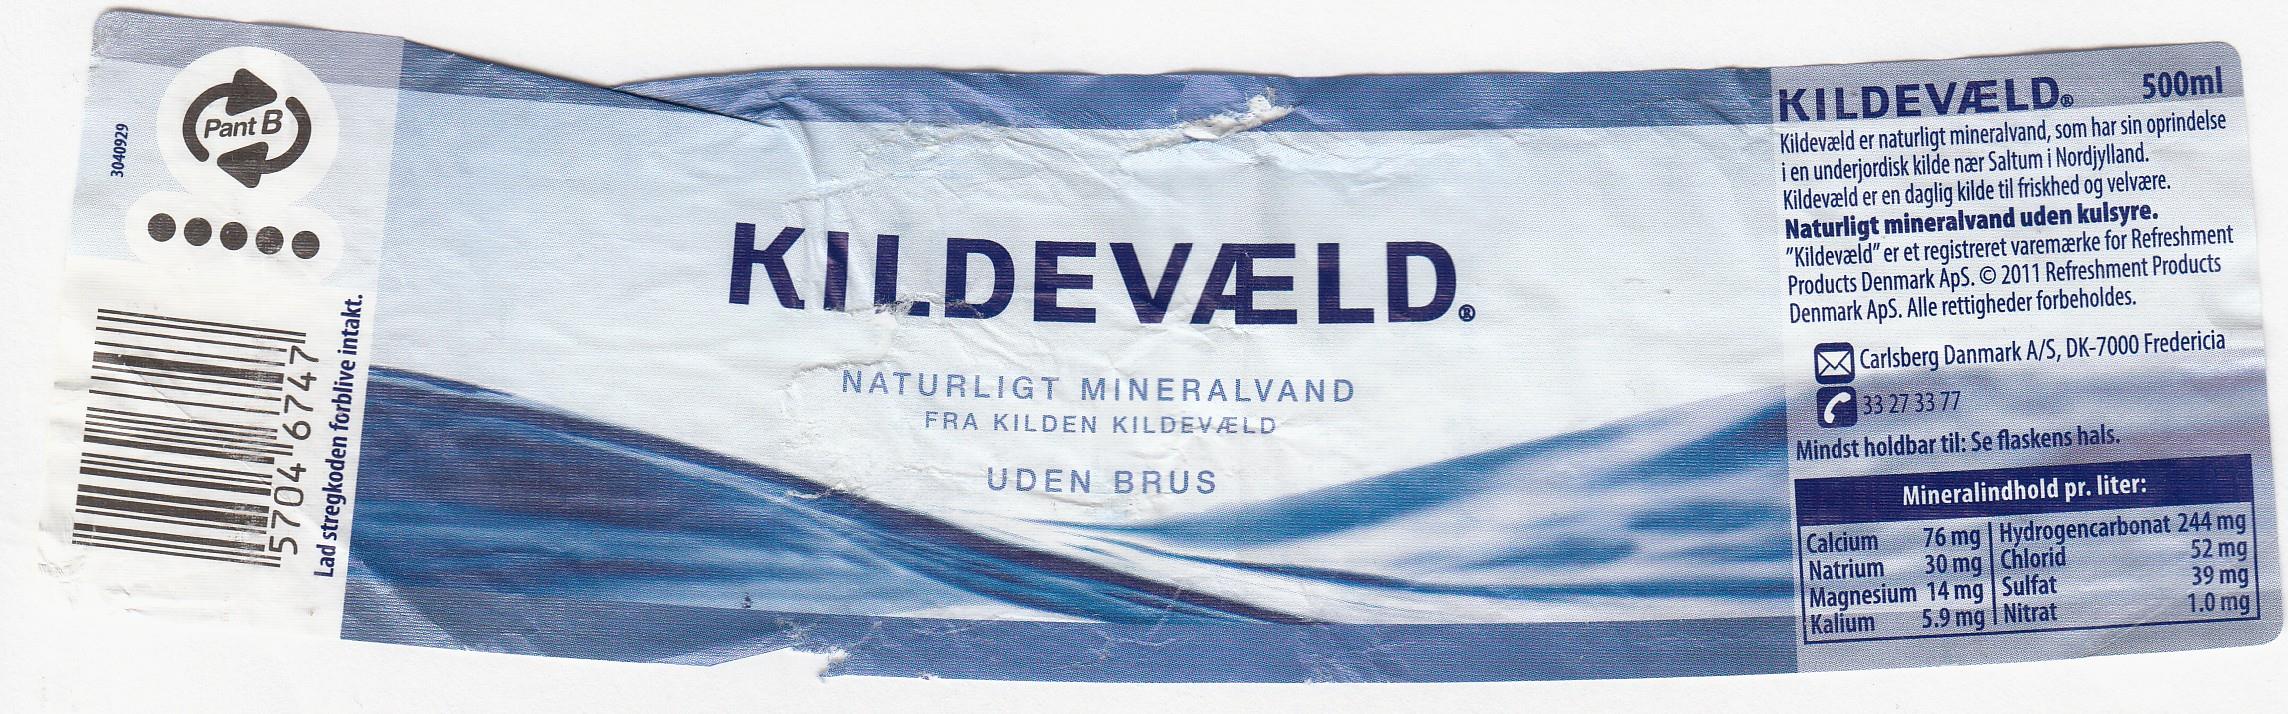 3040929
Pant B
5704 6747
Lad stregkoden forblive intakt.
KILDEVÆLD®
NATURLIGT MINERALVAND
FRA KILDEN KILDEVÆLD
UDEN BRUS
KILDEVÆLD® 500ml
Kildevæld er naturligt mineralvand, som har sin oprindelse
i en underjordisk kilde nær Saltum i Nordjylland.
Kildevæld er en daglig kilde til friskhed og velvære.
Naturligt mineralvand uden kulsyre.
"Kildevæld" er et registreret varemærke for Refreshment
Products Denmark ApS. © 2011 Refreshment Products
Denmark ApS. Alle rettigheder forbeholdes.
Carlsberg Danmark A/S, DK-7000 Fredericia
33 27 33 77
Mindst holdbar til: Se flaskens hals.
Mineralindhold pr. liter:
Calcium 76 mg Hydrogencarbonat 244 mg
Natrium 30 mg Chlorid 52 mg
Magnesium 14 mg Sulfat 39 mg
Kalium 5.9 mg Nitrat 1.0 mg